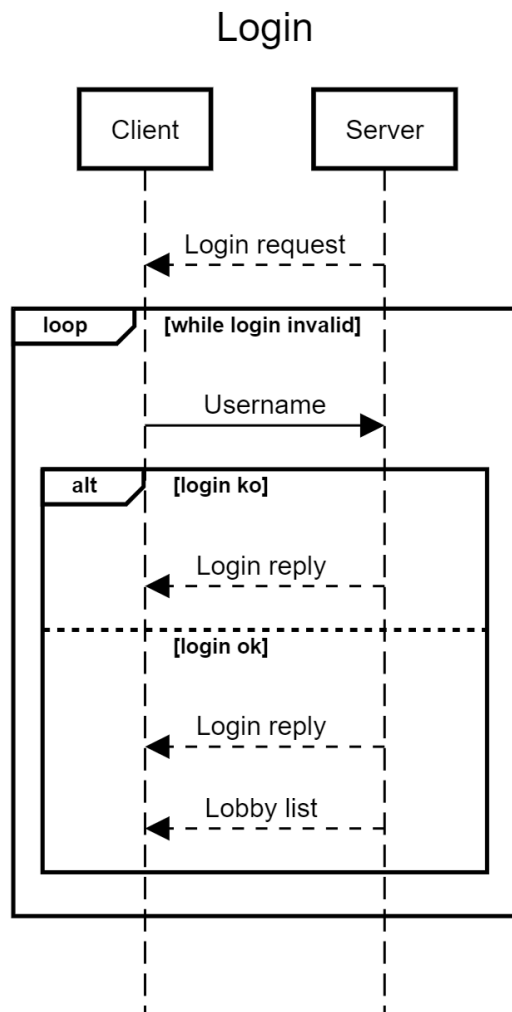 Login
Client
Server
Login request
loop
[while login invalid]
Username
alt
[login ko]
Login reply
[login ok]
Login reply
Lobby list